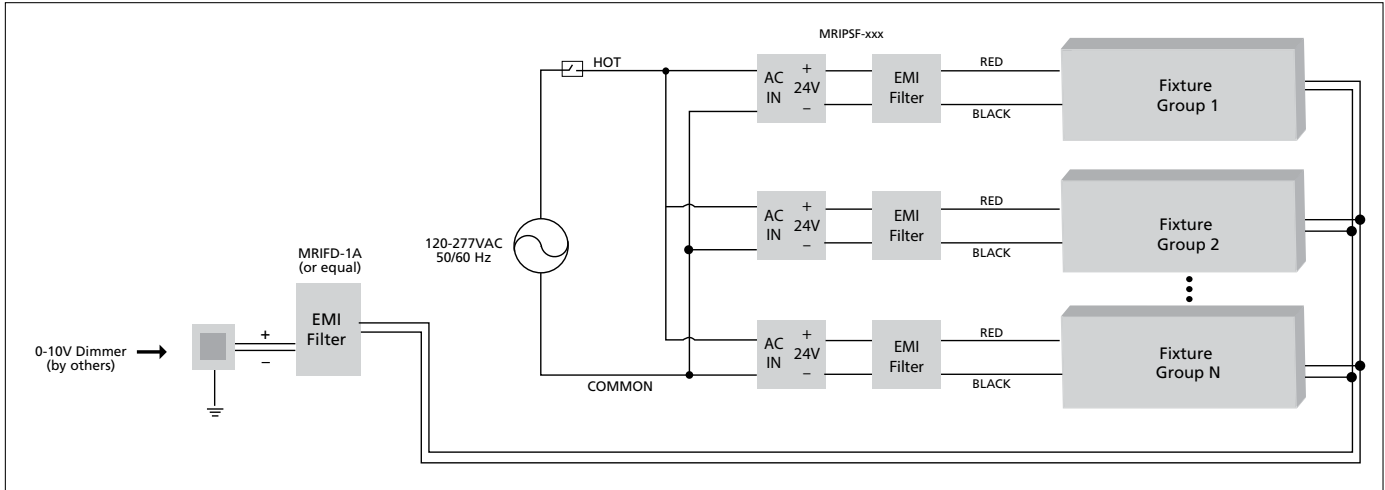 MRIPSF-xxx
HOT
AC
IN
+
24V
−
EMI
Filter
RED
BLACK
Fixture
Group 1
120-277VAC
50/60 Hz
AC
IN
+
24V
−
EMI
Filter
RED
BLACK
Fixture
Group 2
MRIFD-1A
(or equal)
EMI
Filter
+
−
0-10V Dimmer
(by others)
COMMON
AC
IN
+
24V
−
EMI
Filter
RED
BLACK
Fixture
Group N